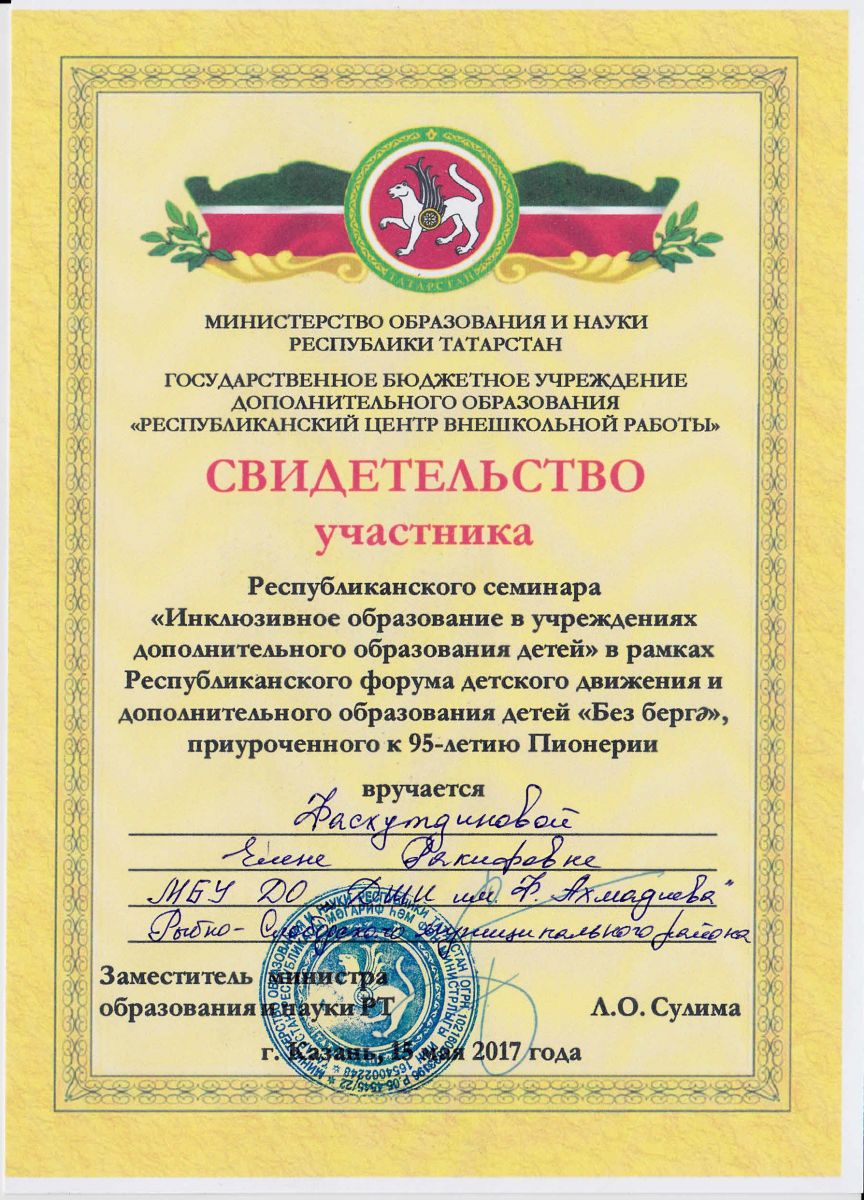 ТАТАРСТАН
МИНИСТЕРСТВО ОБРАЗОВАНИЯ И НАУКИ
РЕСПУБЛИКИ ТАТАРСТАН
ГОСУДАРСТВЕННОЕ БЮДЖЕТНОЕ УЧРЕЖДЕНИЕ
ДОПОЛНИТЕЛЬНОГО ОБРАЗОВАНИЯ
«РЕСПУБЛИКАНСКИЙ ЦЕНТР ВНЕШКОЛЬНОЙ РАБОТЫ»
СВИДЕТЕЛЬСТВО
участника
Республиканского семинара
«Инклюзивное образование в учреждениях
дополнительного образования детей» в рамках
Республиканского форума детского движения и
дополнительного образования детей «Без бергә»,
приуроченного к 95-летию Пионерии
вручается
Фасхутдиновой
Елене Ракифовне
МБУ ДО ДШИ им. Ф. Ахмадиева"
Рыбно-Слободского муниципального района
Заместитель министра
образования и науки РТ Л.О. Сулима
г. Казань, 15 мая 2017 года